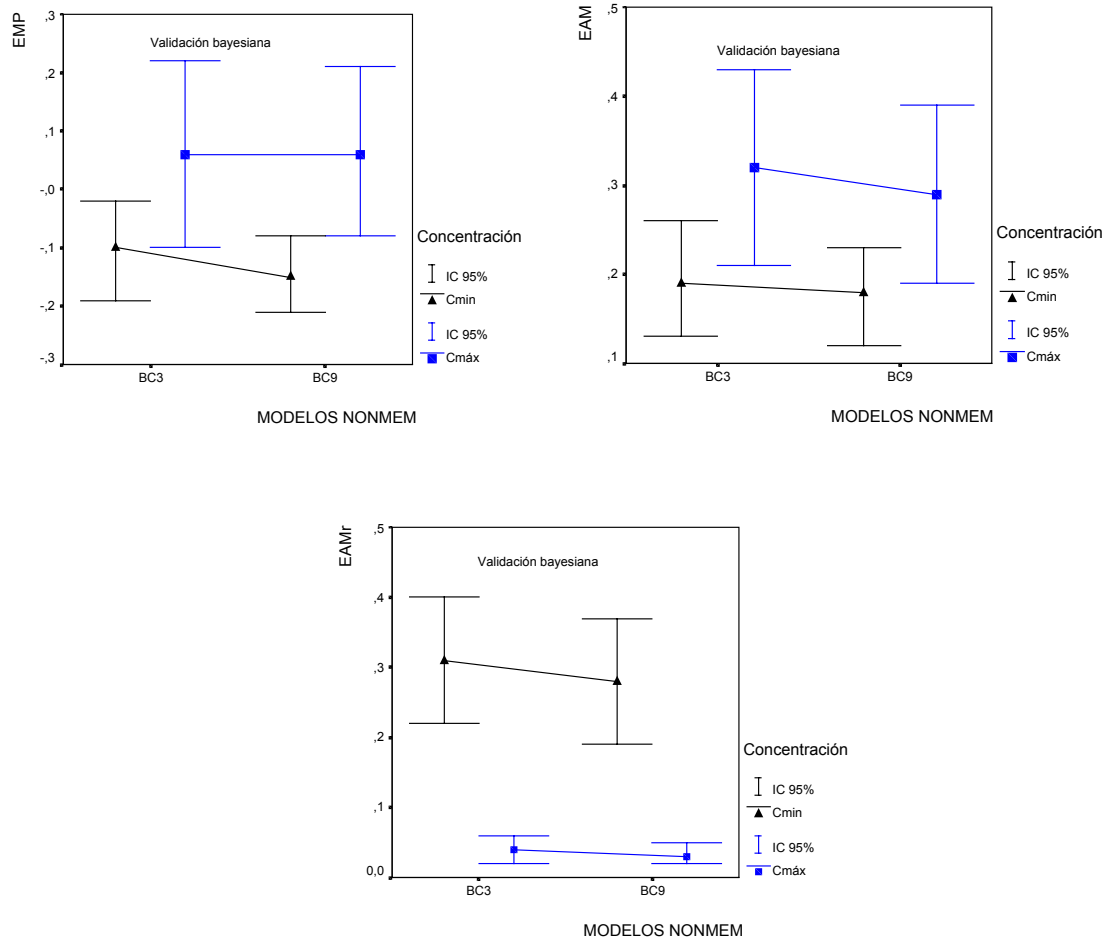 EMP
,3
,2
,1
-,0
-,1
-,2
-,3
Validación bayesiana
BC3
BC9
MODELOS NONMEM
Concentración
IC 95%
Cmin
IC 95%
Cmáx
EAM
,5
,4
,3
,2
,1
Validación bayesiana
BC3
BC9
MODELOS NONMEM
Concentración
IC 95%
Cmin
IC 95%
Cmáx
EAMr
,5
,4
,3
,2
,1
0,0
Validación bayesiana
BC3
BC9
MODELOS NONMEM
Concentración
IC 95%
Cmin
IC 95%
Cmáx